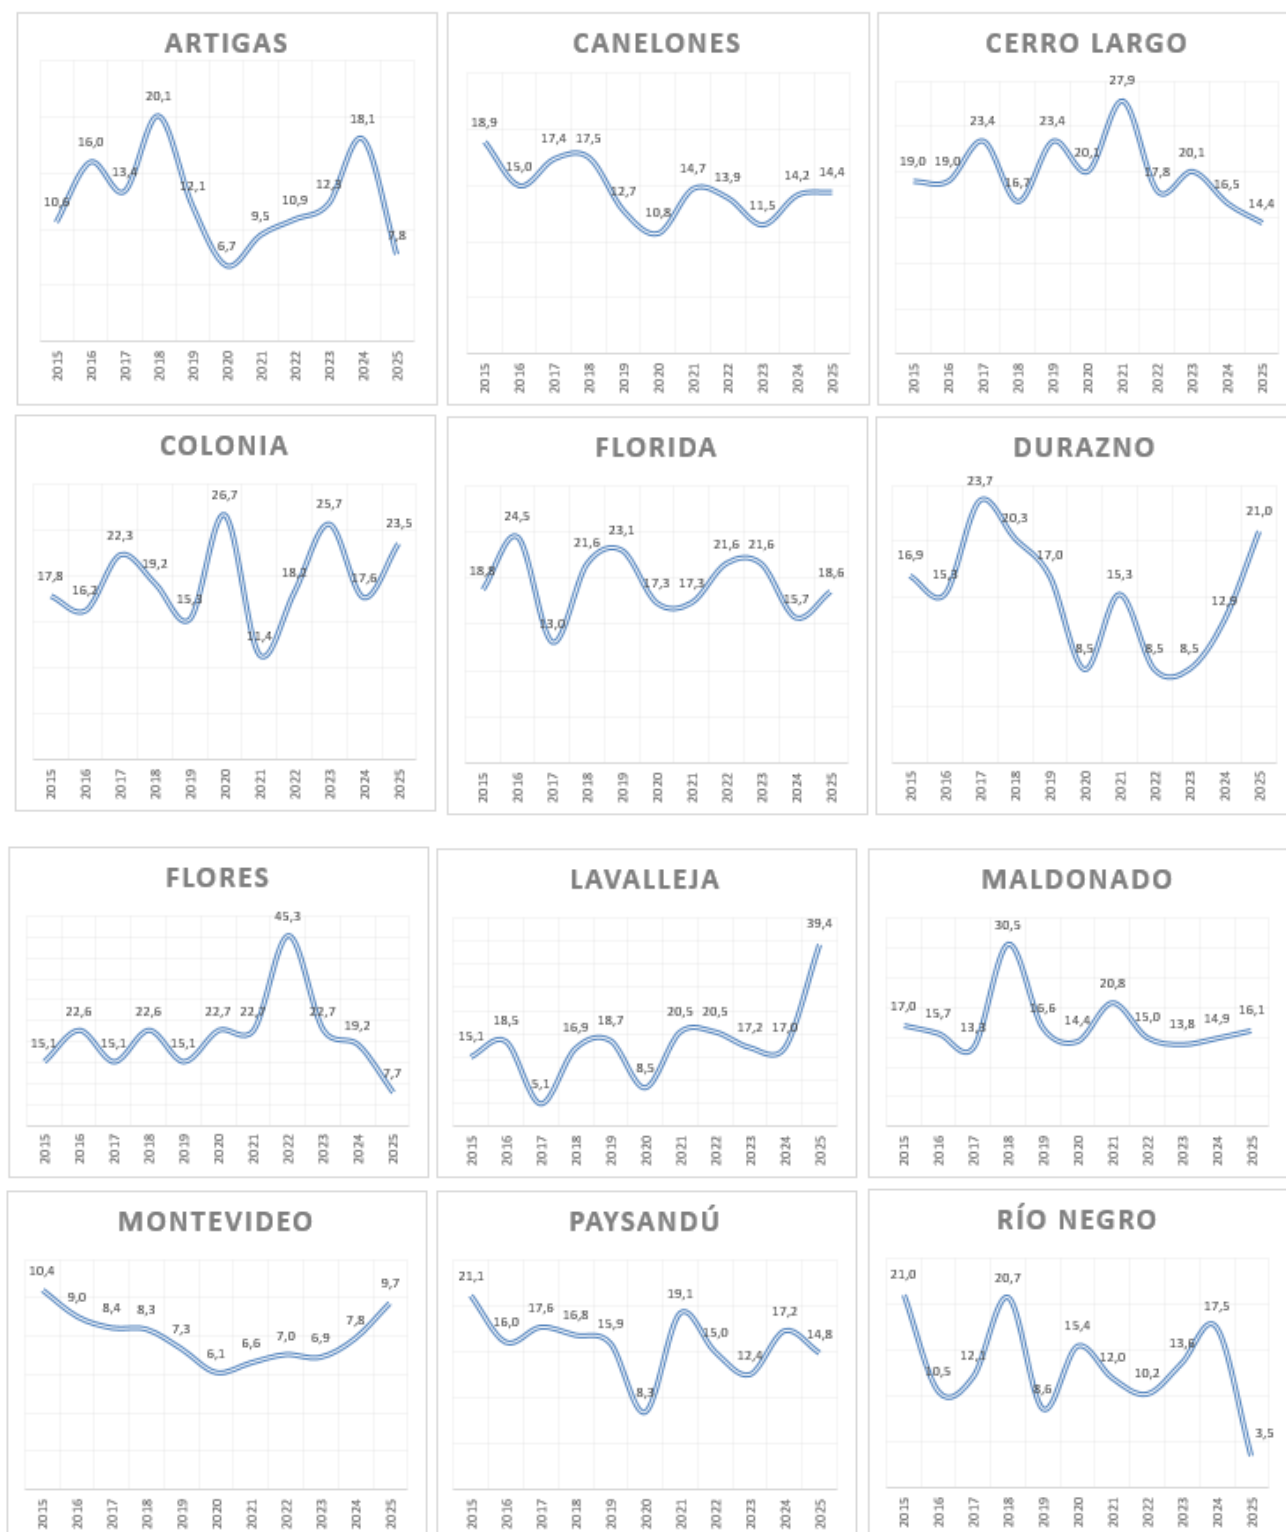 ARTIGAS
10,6 16,0 13,4 20,1 12,1 6,7 9,5 10,9 12,3 18,1 7,8
2015 2016 2017 2018 2019 2020 2021 2022 2023 2024 2025
CANELONES
18,9 15,0 17,4 17,5 12,7 10,8 14,7 13,9 11,5 14,2 14,4
2015 2016 2017 2018 2019 2020 2021 2022 2023 2024 2025
CERRO LARGO
19,0 19,0 23,4 16,7 23,4 20,1 27,9 17,8 20,1 16,5 14,4
2015 2016 2017 2018 2019 2020 2021 2022 2023 2024 2025
COLONIA
17,8 16,2 22,3 19,2 15,3 26,7 11,4 18,2 25,7 17,6 23,5
2015 2016 2017 2018 2019 2020 2021 2022 2023 2024 2025
FLORIDA
18,8 24,5 13,0 21,6 23,1 17,3 17,3 21,6 21,6 15,7 18,6
2015 2016 2017 2018 2019 2020 2021 2022 2023 2024 2025
DURAZNO
16,9 15,3 23,7 20,3 17,0 8,5 15,3 8,5 8,5 12,9 21,0
2015 2016 2017 2018 2019 2020 2021 2022 2023 2024 2025
FLORES
15,1 22,6 15,1 22,6 15,1 22,7 22,7 45,3 22,7 19,2 7,7
2015 2016 2017 2018 2019 2020 2021 2022 2023 2024 2025
LAVALLEJA
15,1 18,5 5,1 16,9 18,7 8,5 20,5 20,5 17,2 17,0 39,4
2015 2016 2017 2018 2019 2020 2021 2022 2023 2024 2025
MALDONADO
17,0 15,7 13,3 30,5 16,6 14,4 20,8 15,0 13,8 14,9 16,1
2015 2016 2017 2018 2019 2020 2021 2022 2023 2024 2025
MONTEVIDEO
10,4 9,0 8,4 8,3 7,3 6,1 6,6 7,0 6,9 7,8 9,7
2015 2016 2017 2018 2019 2020 2021 2022 2023 2024 2025
PAYSANDÚ
21,1 16,0 17,6 16,8 15,9 8,3 19,1 15,0 12,4 17,2 14,8
2015 2016 2017 2018 2019 2020 2021 2022 2023 2024 2025
RÍO NEGRO
21,0 10,5 12,1 20,7 8,6 15,4 12,0 10,2 13,6 17,5 3,5
2015 2016 2017 2018 2019 2020 2021 2022 2023 2024 2025